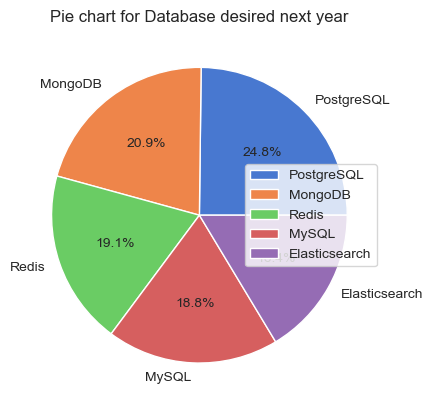 Pie chart for Database desired next year
MongoDB
PostgreSQL
20.9%
24.8%
PostgreSQL
MongoDB
Redis
MySQL
Elasticsearch
19.1%
Redis
18.8%
Elasticsearch
MySQL